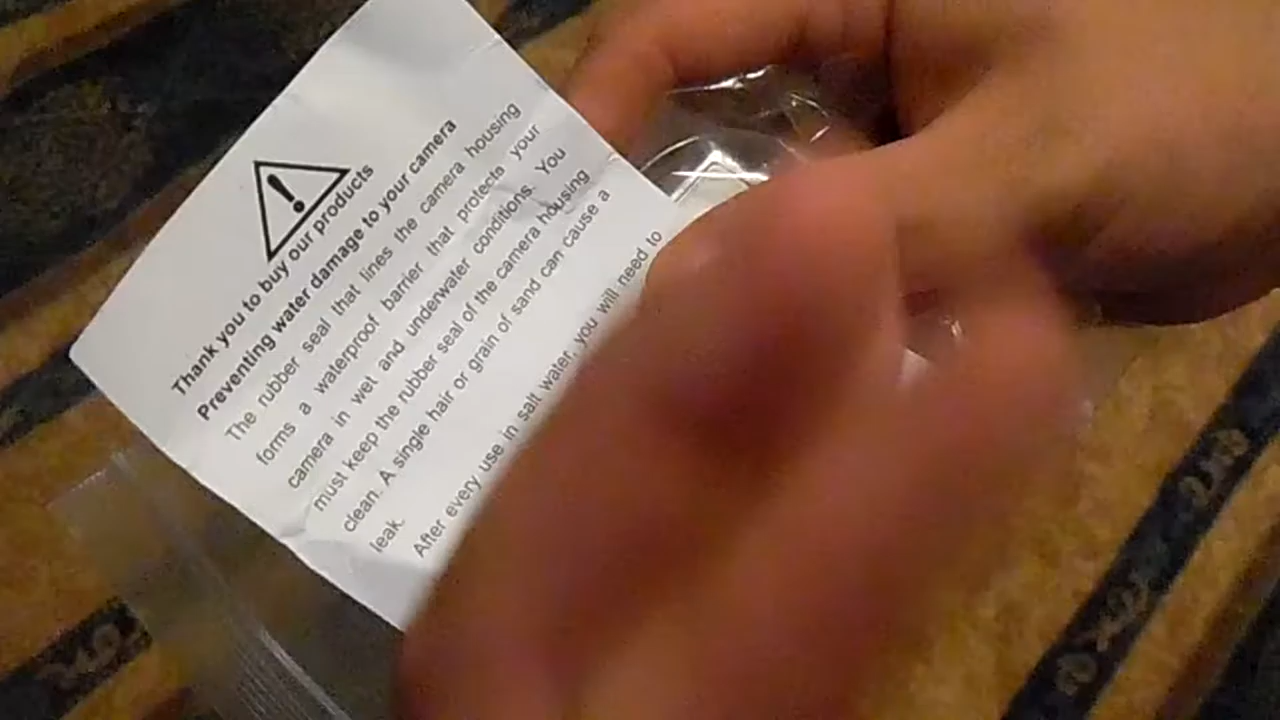 Thank you to buy our products
Preventing water damage to your camera
The rubber seal that lines the camera housing
forms a waterproof barrier that protects your
camera in wet and underwater conditions. You
must keep the rubber seal of the camera housing
clean. A single hair or grain of sand can cause a
leak.
After every use in salt water, you will need to